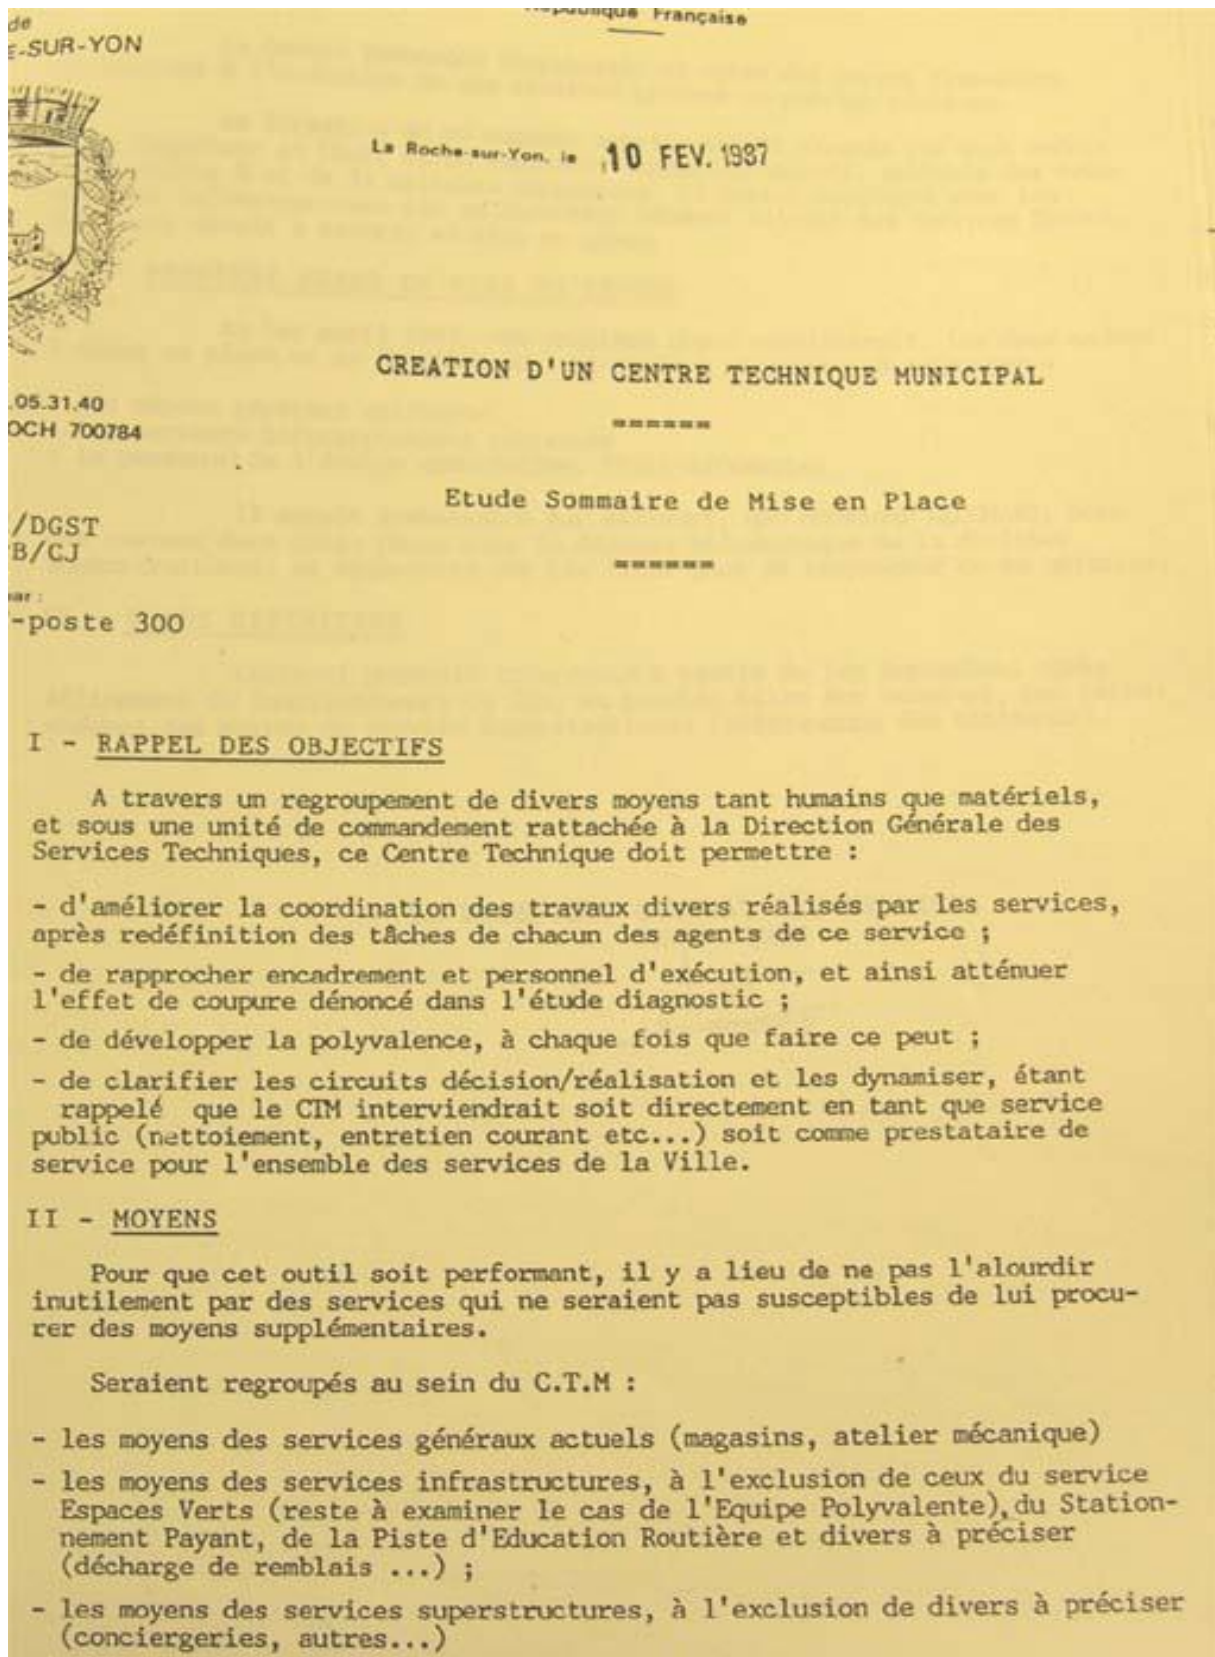 République Française
de
E-SUR-YON
La Roche-sur-Yon, le 10 FEV. 1987
CREATION D'UN CENTRE TECHNIQUE MUNICIPAL
======
.05.31.40
OCH 700784
Etude Sommaire de Mise en Place
======
/DGST
B/CJ
par :
-poste 300
I - RAPPEL DES OBJECTIFS
A travers un regroupement de divers moyens tant humains que matériels,
et sous une unité de commandement rattachée à la Direction Générale des
Services Techniques, ce Centre Technique doit permettre :
- d'améliorer la coordination des travaux divers réalisés par les services,
après redéfinition des tâches de chacun des agents de ce service ;
- de rapprocher encadrement et personnel d'exécution, et ainsi atténuer
l'effet de coupure dénoncé dans l'étude diagnostic ;
- de développer la polyvalence, à chaque fois que faire ce peut ;
- de clarifier les circuits décision/réalisation et les dynamiser, étant
rappelé que le CTM interviendrait soit directement en tant que service
public (nettoiement, entretien courant etc...) soit comme prestataire de
service pour l'ensemble des services de la Ville.
II - MOYENS
Pour que cet outil soit performant, il y a lieu de ne pas l'alourdir
inutilement par des services qui ne seraient pas susceptibles de lui procu-
rer des moyens supplémentaires.
Seraient regroupés au sein du C.T.M :
- les moyens des services généraux actuels (magasins, atelier mécanique)
- les moyens des services infrastructures, à l'exclusion de ceux du service
Espaces Verts (reste à examiner le cas de l'Equipe Polyvalente), du Station-
nement Payant, de la Piste d'Education Routière et divers à préciser
(décharge de remblais ...) ;
- les moyens des services superstructures, à l'exclusion de divers à préciser
(conciergeries, autres...)